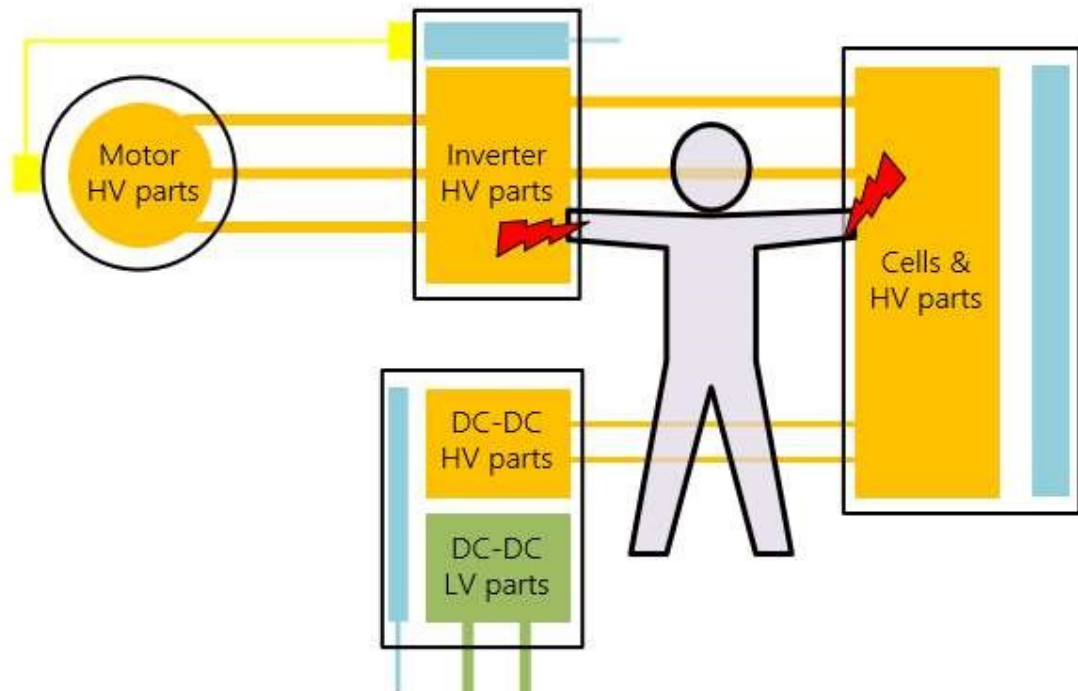 Motor
HV parts
Inverter
HV parts
Cells &
HV parts
DC-DC
HV parts
DC-DC
LV parts